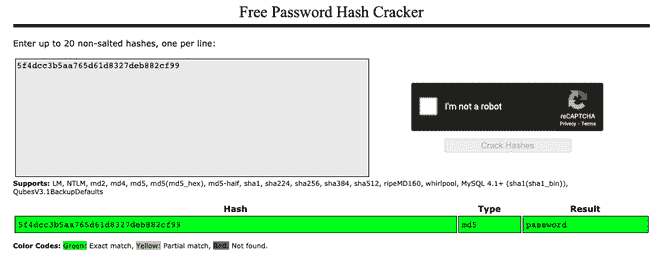 Free Password Hash Cracker
Enter up to 20 non-salted hashes, one per line:
5f4dcc3b5aa765d61d8327deb882cf99
I'm not a robot
reCAPTCHA
Privacy - Terms
Crack Hashes
Supports: LM, NTLM, md2, md4, md5, md5(md5_hex), md5-half, sha1, sha224, sha256, sha384, sha512, ripeMD160, whirlpool, MySQL 4.1+ (sha1(sha1_bin)),
QubesV3.1BackupDefaults
Hash Type Result
5f4dcc3b5aa765d61d8327deb882cf99 md5 password
Color Codes: Green: Exact match, Yellow: Partial match, Red: Not found.